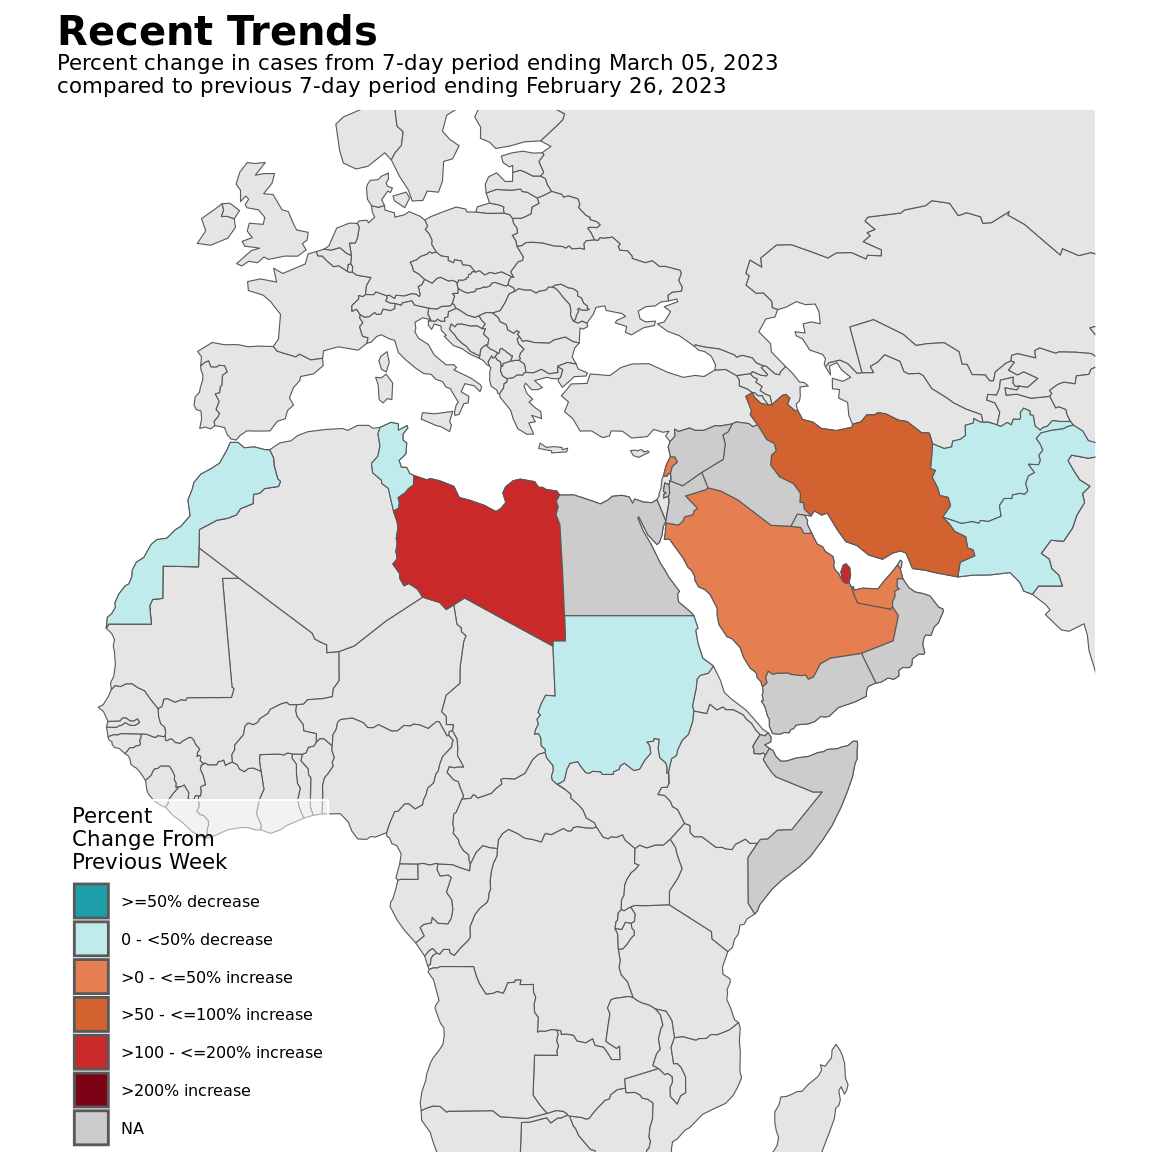 Recent Trends
Percent change in cases from 7-day period ending March 05, 2023
compared to previous 7-day period ending February 26, 2023
Percent
Change From
Previous Week
>=50% decrease
0 - <50% decrease
>0 - <=50% increase
>50 - <=100% increase
>100 - <=200% increase
>200% increase
NA